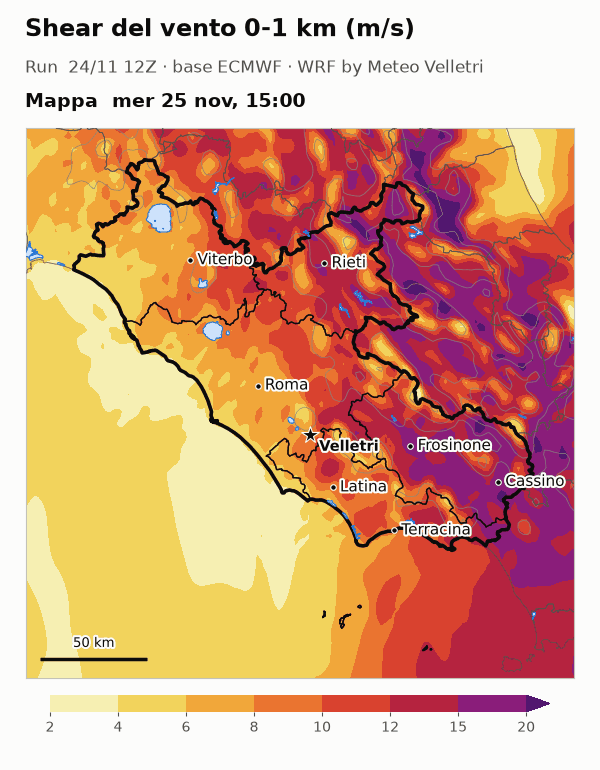 Shear del vento 0-1 km (m/s)
Run  24/11 12Z · base ECMWF · WRF by Meteo Velletri
Mappa  mer 25 nov, 15:00
Viterbo
Rieti
Roma
Velletri
Frosinone
Latina
Cassino
Terracina
50 km
2 4 6 8 10 12 15 20